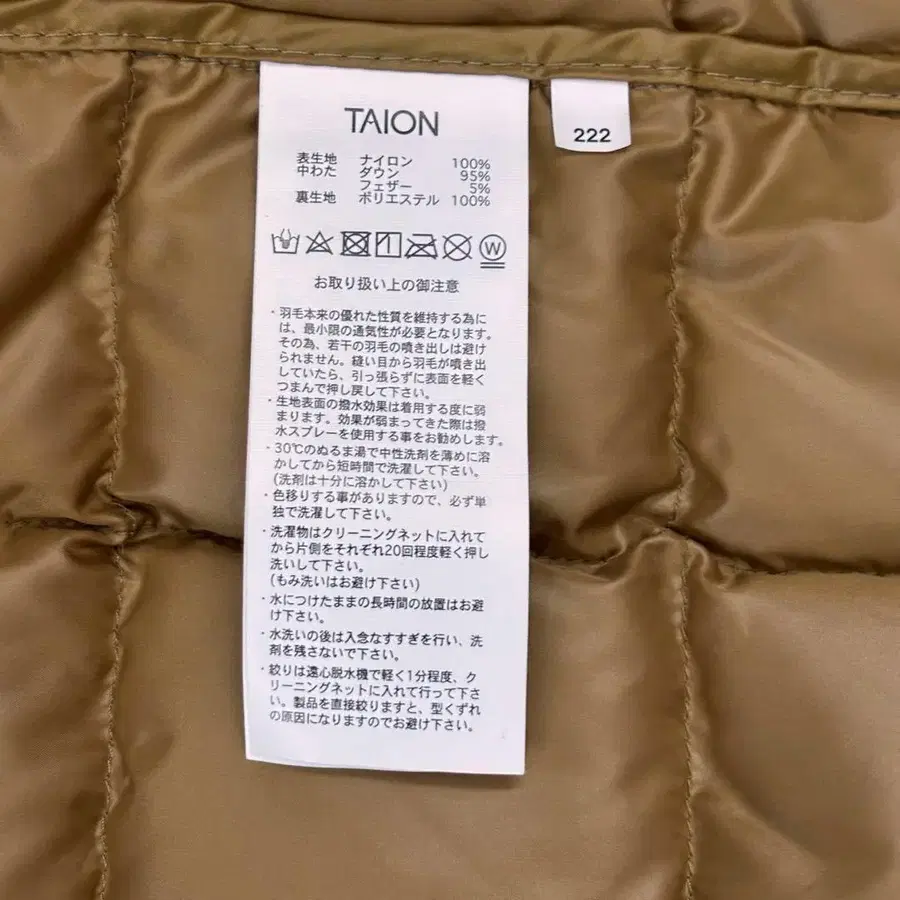 TAION
表生地 ナイロン 100%
中わた ダウン 95%
フェザー 5%
裏生地 ポリエステル 100%
W
お取り扱い上の御注意
・羽毛本来の優れた性質を維持する為に
は、最小限の通気性が必要となります。
その為、若干の羽毛の噴き出しは避け
られません。縫い目から羽毛が噴き出
していたら、引っ張らずに表面を軽く
つまんで押し戻して下さい。
・生地表面の撥水効果は着用する度に弱
まります。効果が弱まってきた際は撥
水スプレーを使用する事をお勧めします。
・30℃のぬるま湯で中性洗剤を薄めに溶
かしてから短時間で洗濯して下さい。
(洗剤は十分に溶かして下さい)
・色移りする事がありますので、必ず単
独で洗濯して下さい。
・洗濯物はクリーニングネットに入れて
から片側をそれぞれ20回程度軽く押し
洗いして下さい。
(もみ洗いはお避け下さい)
・水につけたままの長時間の放置はお避
け下さい。
・水洗いの後は入念なすすぎを行い、洗
剤を残さないで下さい。
・絞りは遠心脱水機で軽く1分程度、ク
リーニングネットに入れて行って下さ
い。製品を直接絞りますと、型くずれ
の原因になりますのでお避け下さい。
222